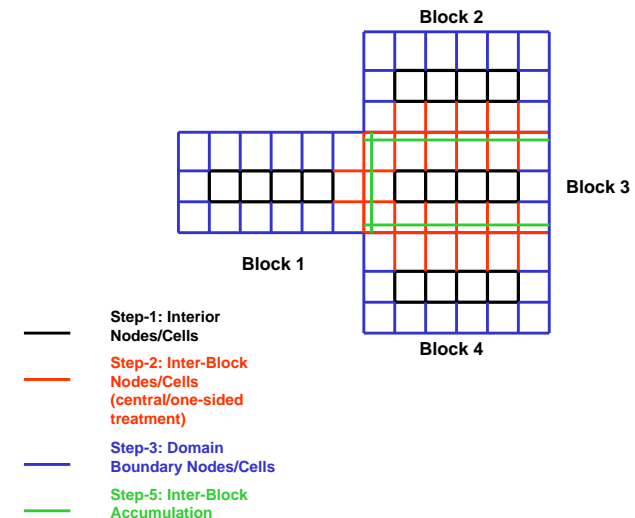 Block 2
Block 3
Block 1
Block 4
Step-1: Interior
Nodes/Cells
Step-2: Inter-Block
Nodes/Cells
(central/one-sided
treatment)
Step-3: Domain
Boundary Nodes/Cells
Step-5: Inter-Block
Accumulation